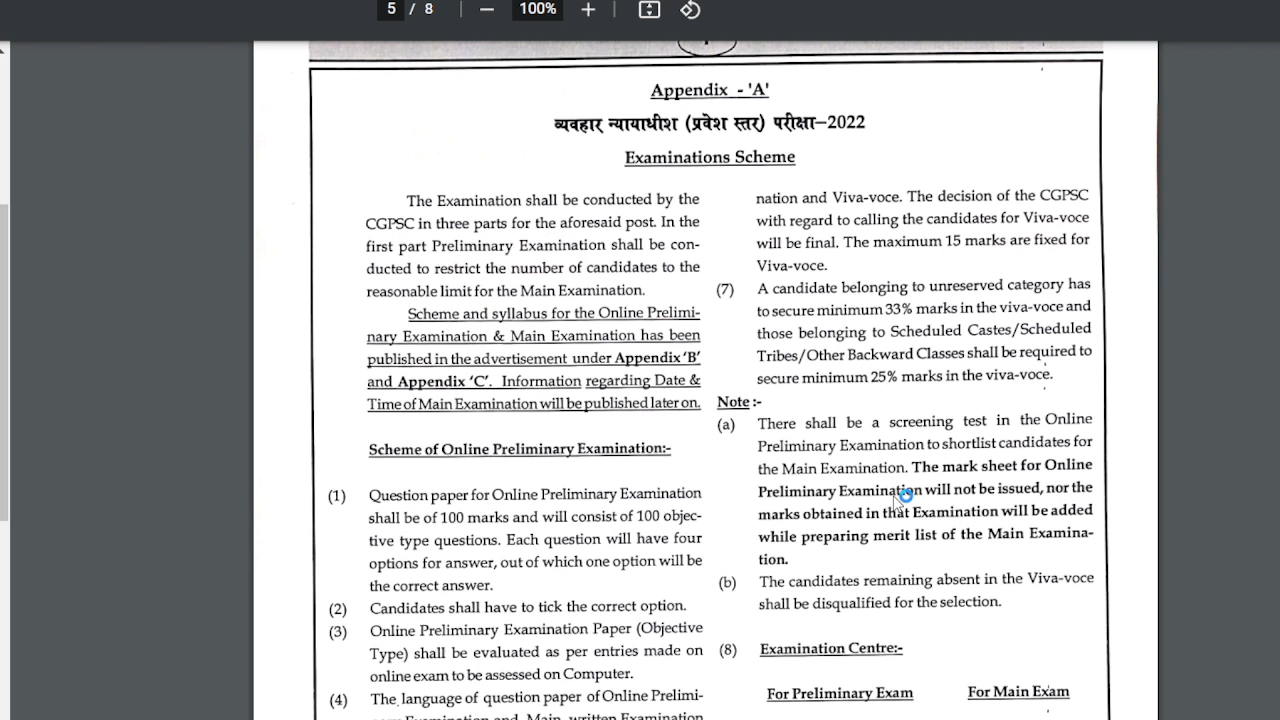 5 / 8
100%
Appendix - 'A'
व्यवहार न्यायाधीश (प्रवेश स्तर) परीक्षा–2022
Examinations Scheme
The Examination shall be conducted by the
CGPSC in three parts for the aforesaid post. In the
first part Preliminary Examination shall be con-
ducted to restrict the number of candidates to the
reasonable limit for the Main Examination.
Scheme and syllabus for the Online Prelimi-
nary Examination & Main Examination has been
published in the advertisement under Appendix 'B'
and Appendix 'C'. Information regarding Date &
Time of Main Examination will be published later on.
Scheme of Online Preliminary Examination:-
(1) Question paper for Online Preliminary Examination
shall be of 100 marks and will consist of 100 objec-
tive type questions. Each question will have four
options for answer, out of which one option will be
the correct answer.
(2) Candidates shall have to tick the correct option.
(3) Online Preliminary Examination Paper (Objective
Type) shall be evaluated as per entries made on
online exam to be assessed on Computer.
(4) The language of question paper of Online Prelimi-
nary Examination and Main written Examination
nation and Viva-voce. The decision of the CGPSC
with regard to calling the candidates for Viva-voce
will be final. The maximum 15 marks are fixed for
Viva-voce.
(7) A candidate belonging to unreserved category has
to secure minimum 33% marks in the viva-voce and
those belonging to Scheduled Castes/Scheduled
Tribes/Other Backward Classes shall be required to
secure minimum 25% marks in the viva-voce.
Note :-
(a) There shall be a screening test in the Online
Preliminary Examination to shortlist candidates for
the Main Examination. The mark sheet for Online
Preliminary Examination will not be issued, nor the
marks obtained in that Examination will be added
while preparing merit list of the Main Examina-
tion.
(b) The candidates remaining absent in the Viva-voce
shall be disqualified for the selection.
(8) Examination Centre:-
For Preliminary Exam For Main Exam